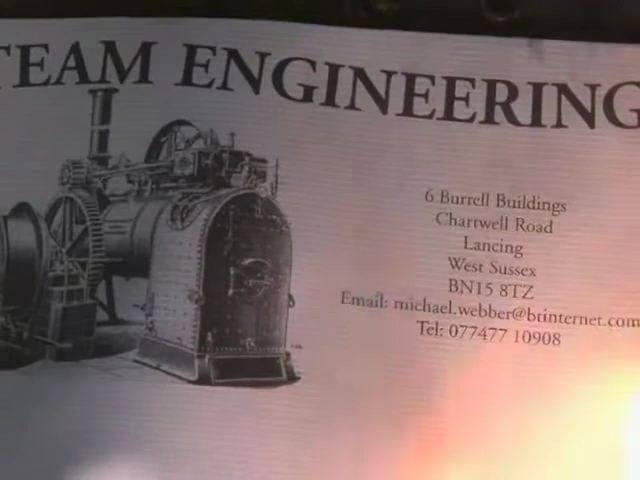 TEAM ENGINEERING
6 Burrell Buildings
Chartwell Road
Lancing
West Sussex
BN15 8TZ
Email: michael.webber@btinternet.com
Tel: 077477 10908